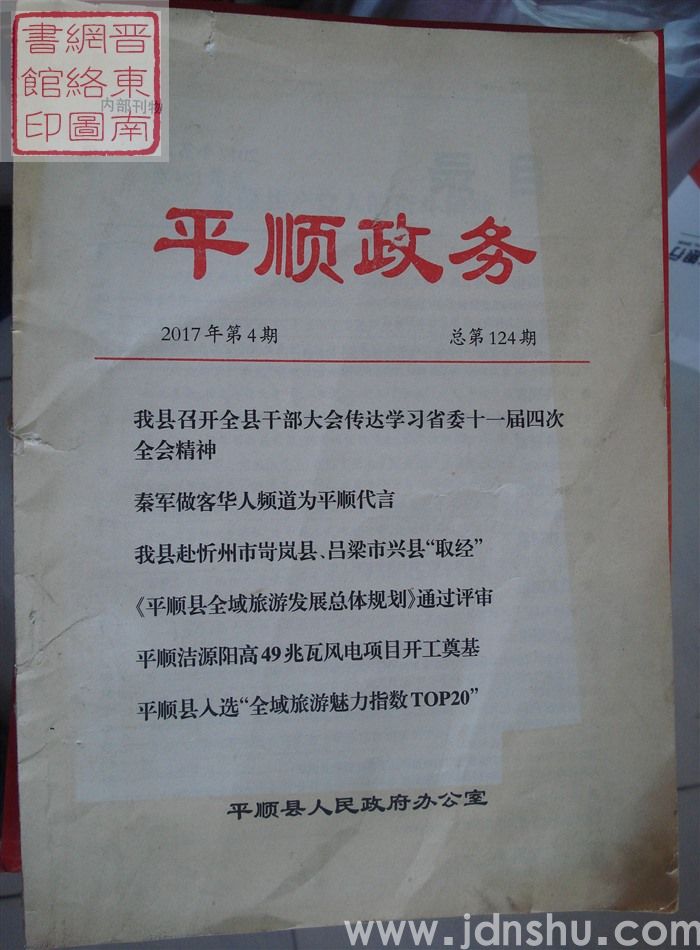 晋东南
網絡圖
書館印
内部刊物
平顺政务
2017年第4期
总第124期
我县召开全县干部大会传达学习省委十一届四次
全会精神
秦军做客华人频道为平顺代言
我县赴忻州市岢岚县、吕梁市兴县“取经”
《平顺县全域旅游发展总体规划》通过评审
平顺洁源阳高49兆瓦风电项目开工奠基
平顺县入选“全域旅游魅力指数TOP20”
平顺县人民政府办公室
www.jdnshu.com